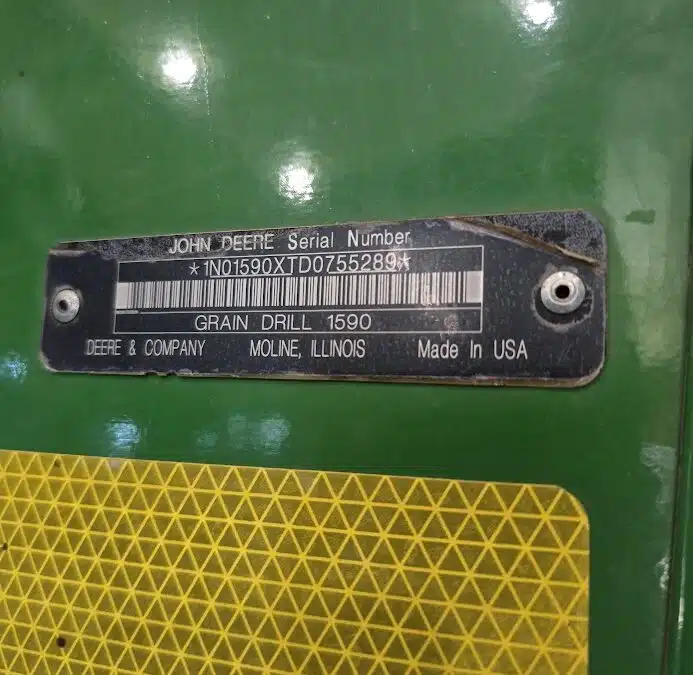 JOHN DEERE Serial Number
*1N01590XTD0755289*
GRAIN DRILL 1590
DEERE & COMPANY MOLINE, ILLINOIS Made In USA